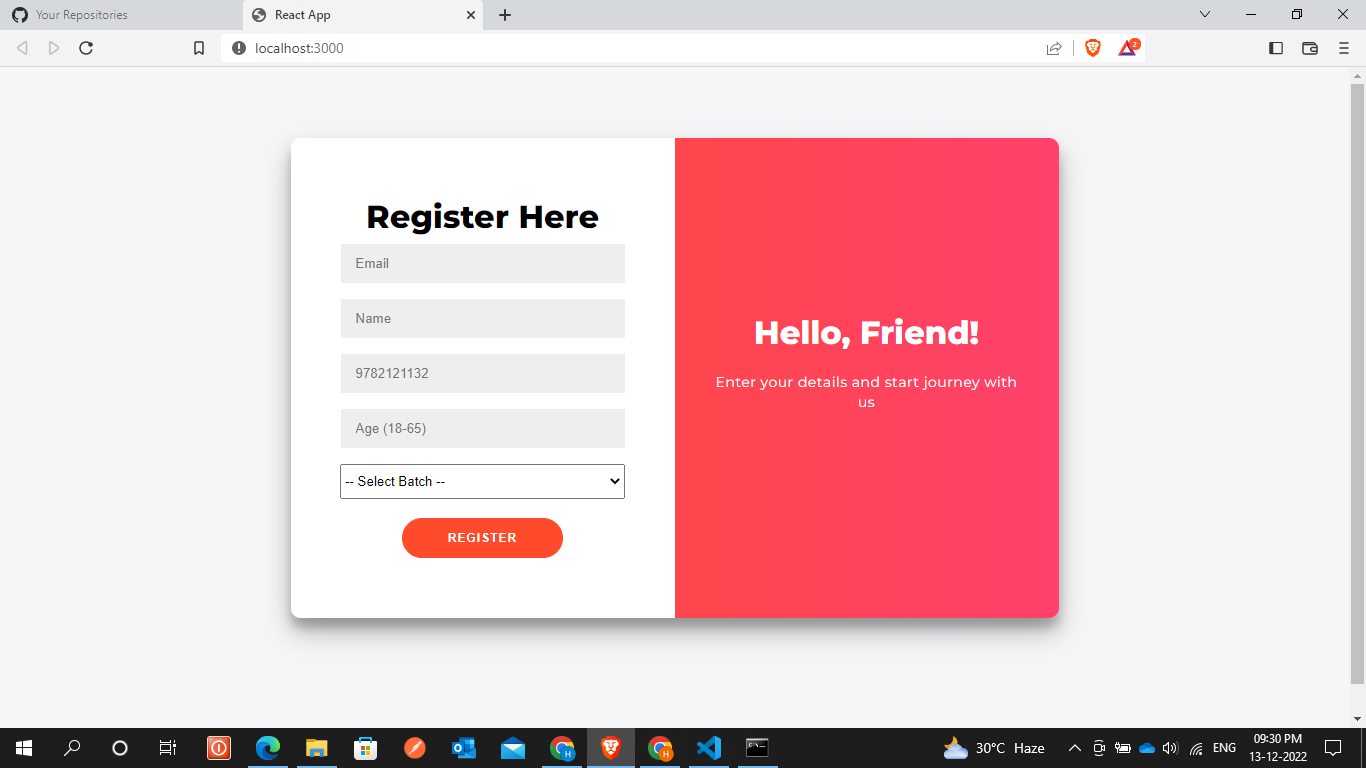 Your Repositories
React App
localhost:3000
2
Register Here
Email
Name
9782121132
Age (18-65)
-- Select Batch --
REGISTER
Hello, Friend!
Enter your details and start journey with
us
H
H
30°C Haze
ENG
09:30 PM
13-12-2022